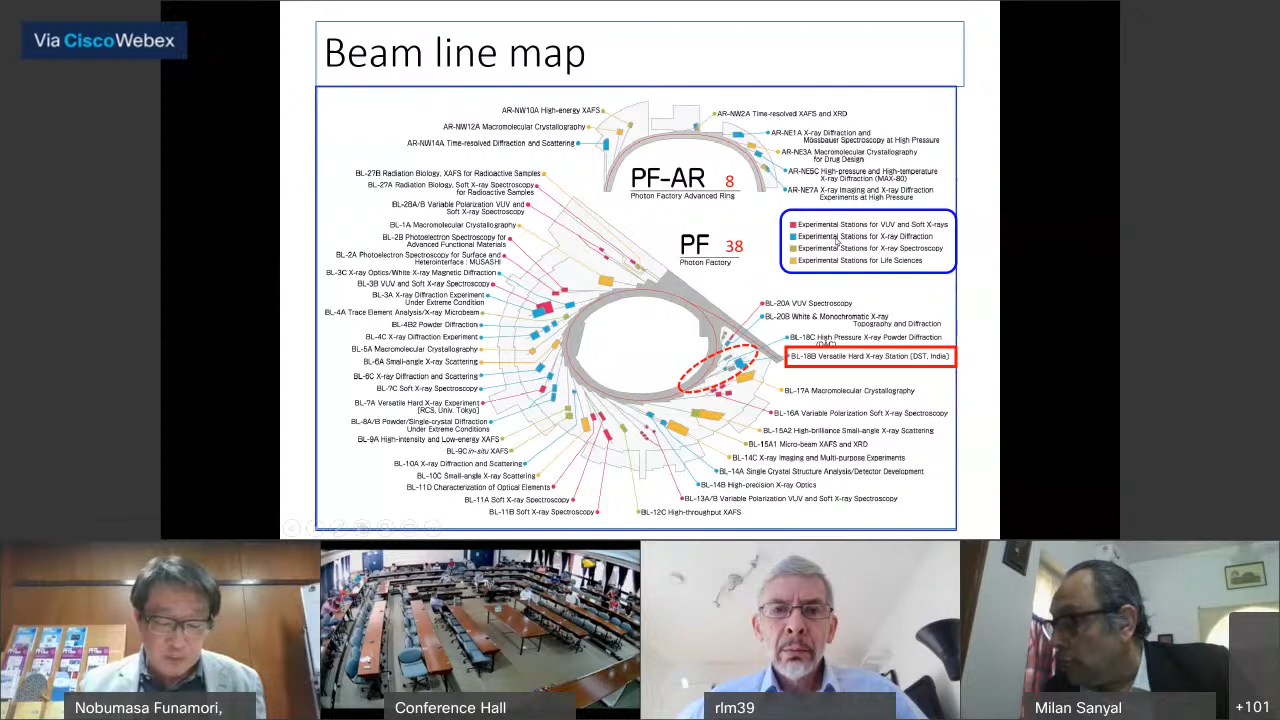 Via Cisco Webex
Beam line map
AR-NW10A High-energy XAFS
AR-NW12A Macromolecular Crystallography
AR-NW14A Time-resolved Diffraction and Scattering
AR-NW2A Time-resolved XAFS and XRD
AR-NE1A X-ray Diffraction and
Mössbauer Spectroscopy at High Pressure
AR-NE3A Macromolecular Crystallography
for Drug Design
AR-NE5C High-pressure and High-temperature
X-ray Diffraction (MAX-80)
AR-NE7A X-ray Imaging and X-ray Diffraction
Experiments at High Pressure
PF-AR 8
Photon Factory Advanced Ring
PF 38
Photon Factory
Experimental Stations for VUV and Soft X-rays
Experimental Stations for X-ray Diffraction
Experimental Stations for X-ray Spectroscopy
Experimental Stations for Life Sciences
BL-27B Radiation Biology, XAFS for Radioactive Samples
BL-27A Radiation Biology, Soft X-ray Spectroscopy
for Radioactive Samples
BL-28A/B Variable Polarization VUV and
Soft X-ray Spectroscopy
BL-1A Macromolecular Crystallography
BL-2B Photoelectron Spectroscopy for
Advanced Functional Materials
BL-2A Photoelectron Spectroscopy for Surface and
Heterointerface : MUSASHI
BL-3C X-ray Optics/White X-ray Magnetic Diffraction
BL-3B VUV and Soft X-ray Spectroscopy
BL-3A X-ray Diffraction Experiment
Under Extreme Condition
BL-4A Trace Element Analysis/X-ray Microbeam
BL-4B2 Powder Diffraction
BL-4C X-ray Diffraction Experiment
BL-5A Macromolecular Crystallography
BL-6A Small-angle X-ray Scattering
BL-6C X-ray Diffraction and Scattering
BL-7C Soft X-ray Spectroscopy
BL-7A Versatile Hard X-ray Experiment
[RCS, Univ. Tokyo]
BL-8A/B Powder/Single-crystal Diffraction
Under Extreme Conditions
BL-9A High-intensity and Low-energy XAFS
BL-9C in-situ XAFS
BL-10A X-ray Diffraction and Scattering
BL-10C Small-angle X-ray Scattering
BL-11D Characterization of Optical Elements
BL-11A Soft X-ray Spectroscopy
BL-11B Soft X-ray Spectroscopy
BL-20A VUV Spectroscopy
BL-20B White & Monochromatic X-ray
Topography and Diffraction
BL-18C High Pressure X-ray Powder Diffraction
(DAC)
BL-18B Versatile Hard X-ray Station [DST, India]
BL-17A Macromolecular Crystallography
BL-16A Variable Polarization Soft X-ray Spectroscopy
BL-15A2 High-brilliance Small-angle X-ray Scattering
BL-15A1 Micro-beam XAFS and XRD
BL-14C X-ray Imaging and Multi-purpose Experiments
BL-14A Single Crystal Structure Analysis/Detector Development
BL-14B High-precision X-ray Optics
BL-13A/B Variable Polarization VUV and Soft X-ray Spectroscopy
BL-12C High-throughput XAFS
Nobumasa Funamori,
Conference Hall
rlm39
Milan Sanyal
+101